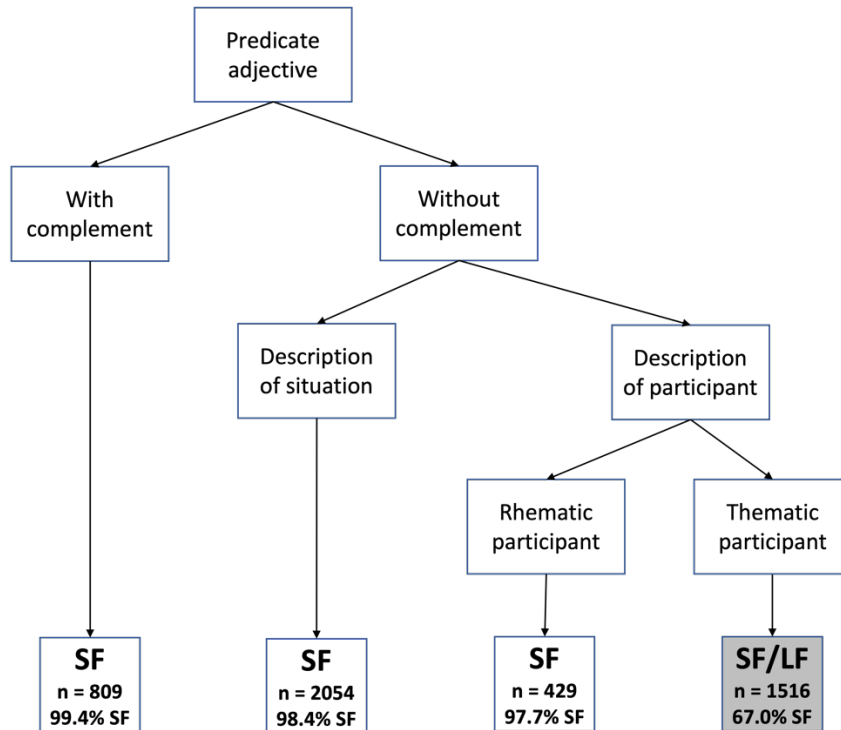 Predicate
adjective
With
complement
Without
complement
Description
of situation
Description
of participant
Rhematic
participant
Thematic
participant
SF
n = 809
99.4% SF
SF
n = 2054
98.4% SF
SF
n = 429
97.7% SF
SF/LF
n = 1516
67.0% SF